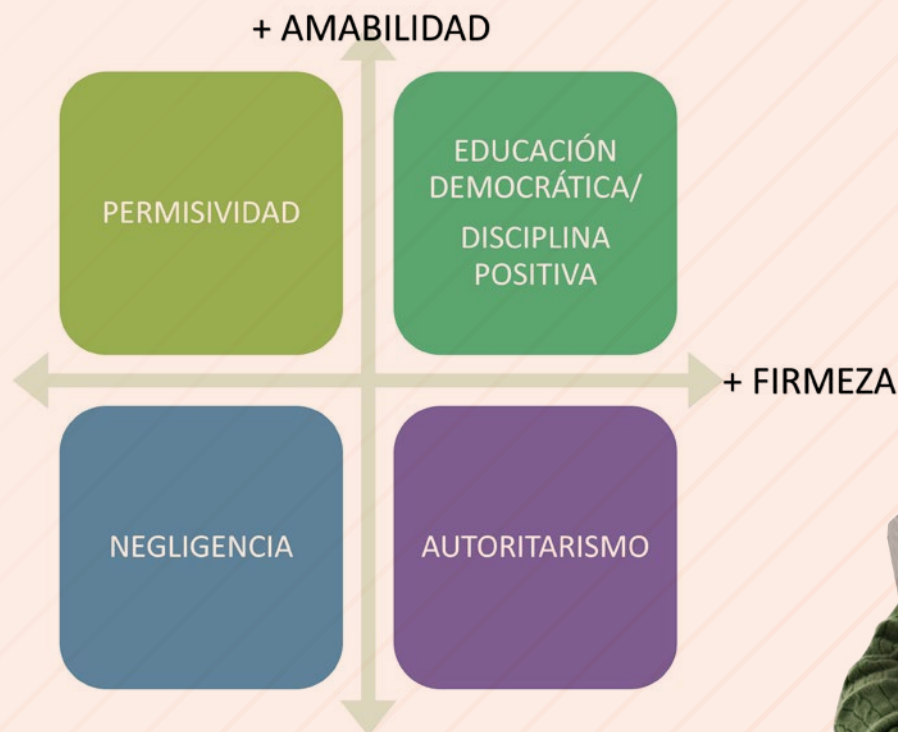 + AMABILIDAD
PERMISIVIDAD
EDUCACIÓN
DEMOCRÁTICA/
DISCIPLINA
POSITIVA
+ FIRMEZA
NEGLIGENCIA
AUTORITARISMO